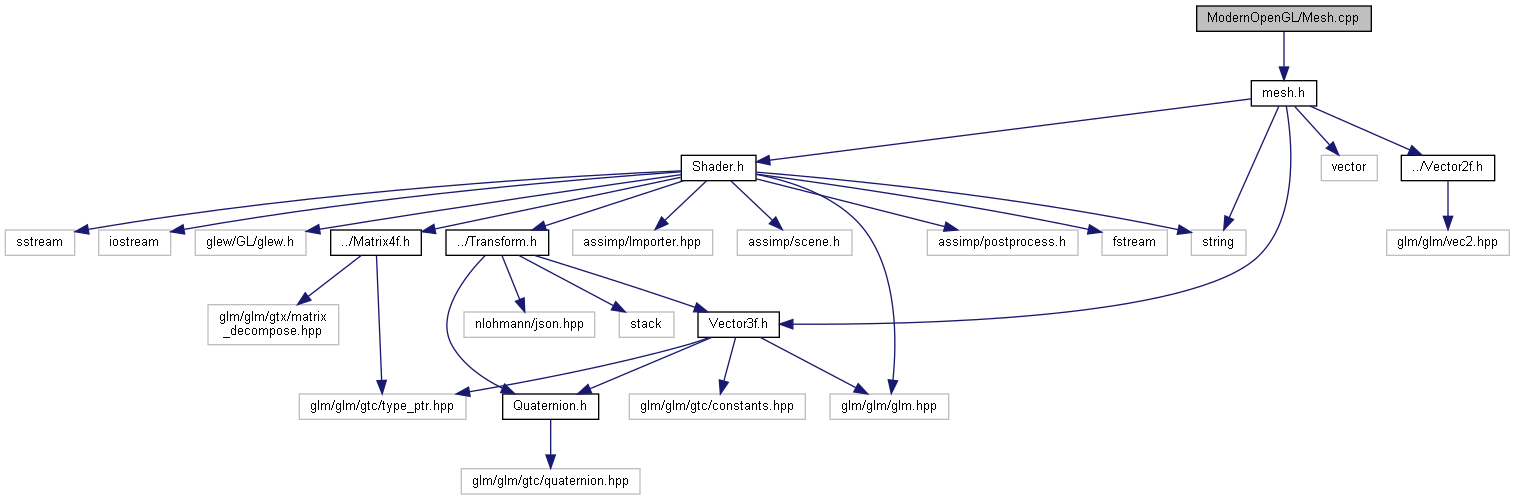 ModernOpenGL/Mesh.cpp
mesh.h
Shader.h
vector
../Vector2f.h
sstream
iostream
glew/GL/glew.h
../Matrix4f.h
../Transform.h
assimp/Importer.hpp
assimp/scene.h
assimp/postprocess.h
fstream
string
glm/glm/vec2.hpp
glm/glm/gtx/matrix
_decompose.hpp
nlohmann/json.hpp
stack
Vector3f.h
glm/glm/gtc/type_ptr.hpp
Quaternion.h
glm/glm/gtc/constants.hpp
glm/glm/glm.hpp
glm/glm/gtc/quaternion.hpp